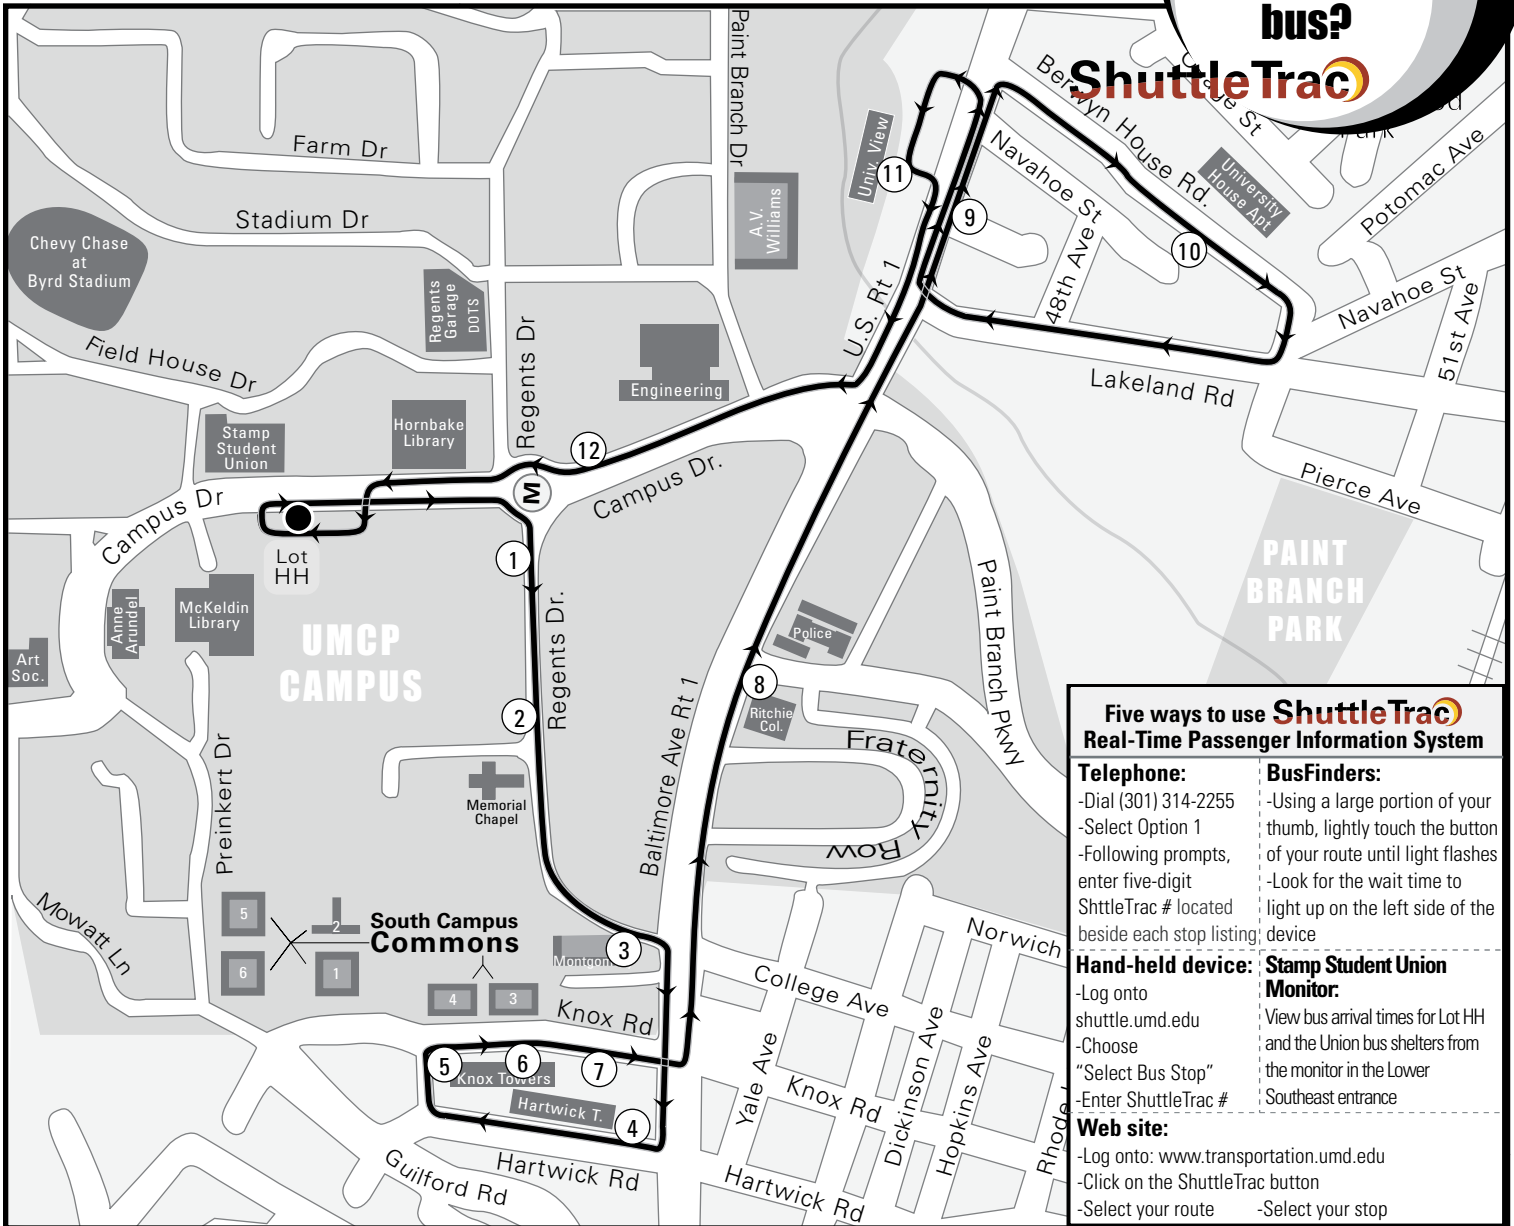 bus?
ShuttleTrac
Paint Branch Dr
Berwyn House Rd.
Park
Farm Dr
Univ. View
Navahoe St
University
House Apt
Potomac Ave
11
Stadium Dr
A.V.
Williams
9
10
48th Ave
Chevy Chase
at
Byrd Stadium
Regents
Garage
DOTS
U.S. Rt 1
Navahoe St
51st Ave
Field House Dr
Regents Dr
Engineering
Lakeland Rd
Stamp
Student
Union
Hornbake
Library
12
Campus Dr.
Pierce Ave
Campus Dr
M
Lot
HH
1
PAINT
BRANCH
PARK
Anne
Arundel
McKeldin
Library
UMCP
CAMPUS
Regents Dr.
Police
Paint Branch Pkwy
Art
Soc.
2
8
Ritchie
Col.
Baltimore Ave Rt 1
Fraternity
Row
Preinkert Dr
Memorial
Chapel
Mowatt Ln
5
2
6
1
South Campus
Commons
4
3
Montgom
3
Norwich
College Ave
Knox Rd
5
6
7
Knox Towers
Hartwick T.
4
Yale Ave
Knox Rd
Dickinson Ave
Hopkins Ave
Rhode
Guilford Rd
Hartwick Rd
Hartwick Rd
Five ways to use ShuttleTrac
Real-Time Passenger Information System
Telephone:
-Dial (301) 314-2255
-Select Option 1
-Following prompts,
enter five-digit
ShttleTrac # located
beside each stop listing
BusFinders:
-Using a large portion of your
thumb, lightly touch the button
of your route until light flashes
-Look for the wait time to
light up on the left side of the
device
Hand-held device:
-Log onto
shuttle.umd.edu
-Choose
"Select Bus Stop"
-Enter ShuttleTrac #
Stamp Student Union
Monitor:
View bus arrival times for Lot HH
and the Union bus shelters from
the monitor in the Lower
Southeast entrance
Web site:
-Log onto: www.transportation.umd.edu
-Click on the ShuttleTrac button
-Select your route -Select your stop